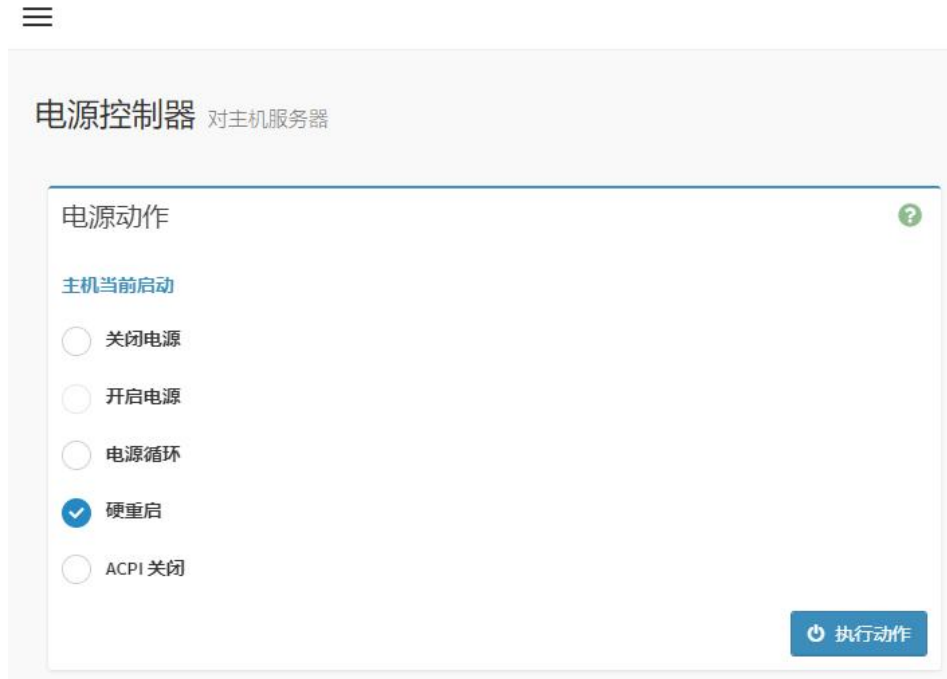 电源控制器 对主机服务器
电源动作
主机当前启动
关闭电源
开启电源
电源循环
硬重启
ACPI 关闭
执行动作